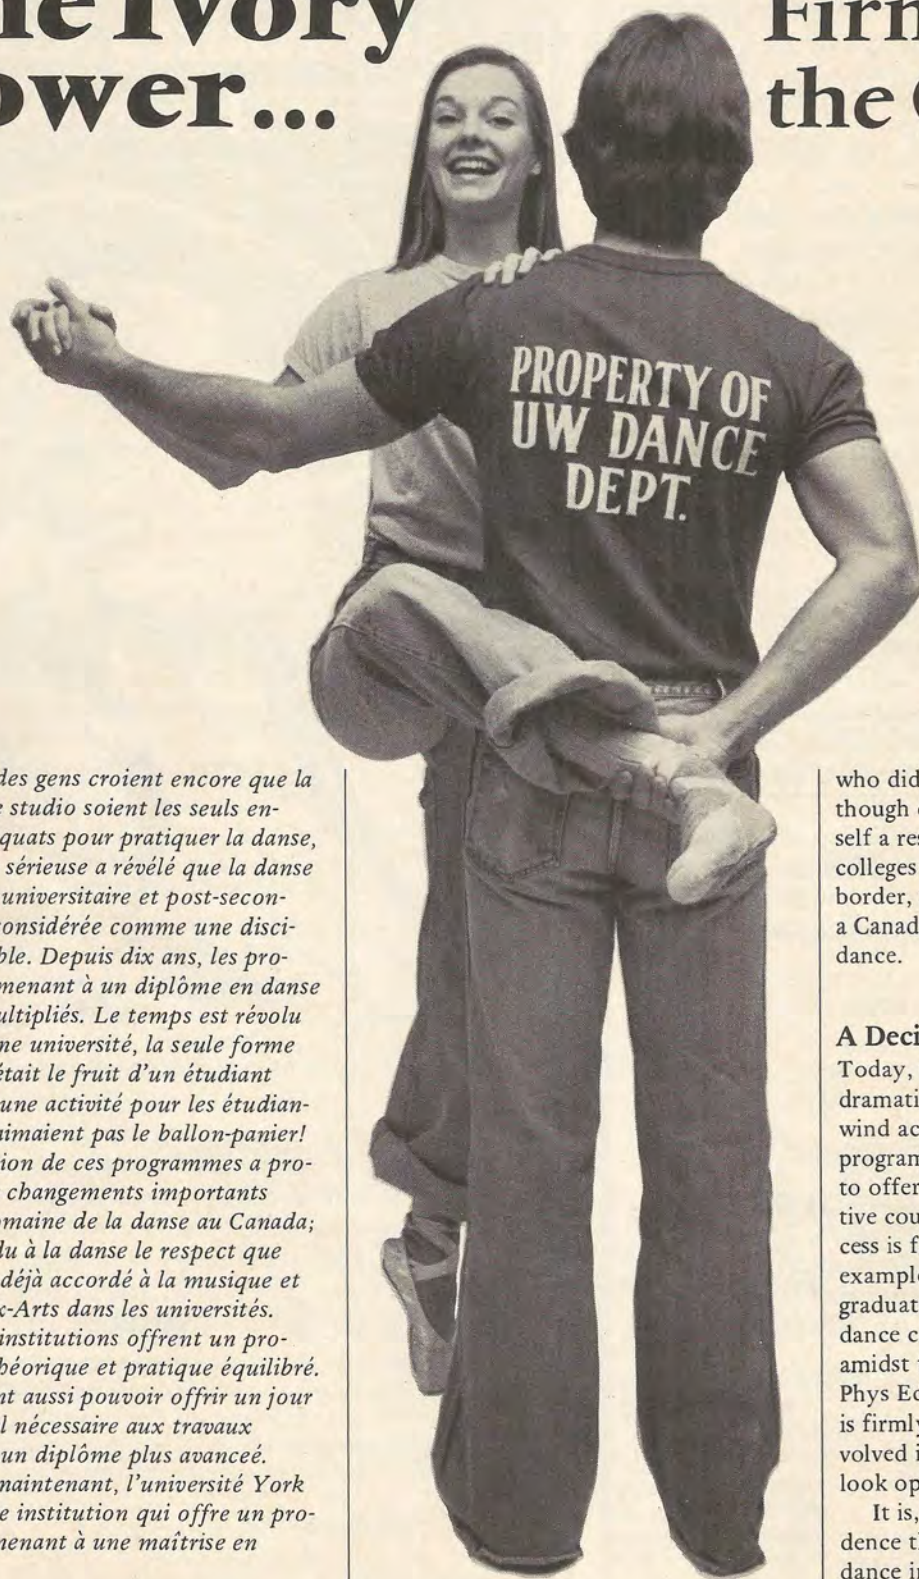 he Ivory
ower...
Firm
the
PROPERTY OF
UW DANCE
DEPT.
des gens croient encore que la
e studio soient les seuls en-
quats pour pratiquer la danse,
sérieuse a révélé que la danse
universitaire et post-secon-
onsidérée comme une disci-
ble. Depuis dix ans, les pro-
menant à un diplôme en danse
ultipliés. Le temps est révolu
ne université, la seule forme
était le fruit d'un étudiant
une activité pour les étudian-
aimaient pas le ballon-panier!
ion de ces programmes a pro-
changements importants
omaine de la danse au Canada;
du à la danse le respect que
déjà accordé à la musique et
x-Arts dans les universités.
institutions offrent un pro-
héorique et pratique équilibré.
nt aussi pouvoir offrir un jour
l nécessaire aux travaux
un diplôme plus avanceé.
maintenant, l'université York
e institution qui offre un pro-
menant à une maîtrise en
who did
though
self a res
colleges
border,
a Canad
dance.
A Deci
Today,
dramati
wind ac
program
to offer
tive cou
cess is f
example
graduat
dance c
amidst
Phys Ed
is firmly
volved i
look op
It is,
dence th
dance in